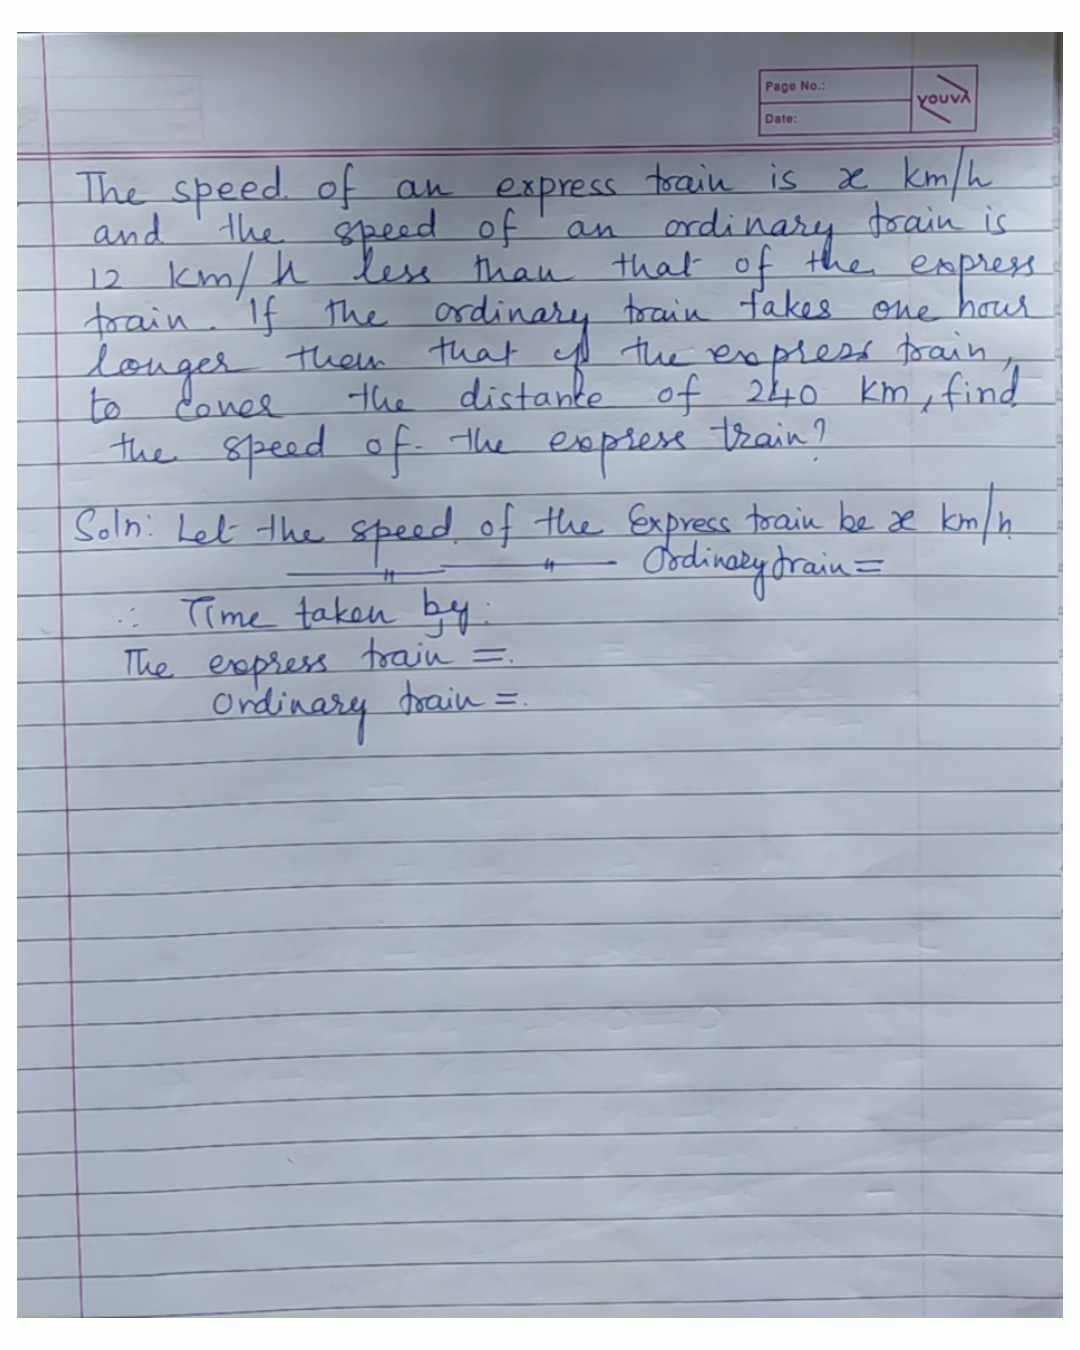 Page No.:
Date:
YOUVA
The speed of an express train is x km/h
and the speed of an ordinary train is
12 km/h less than that of the express
train. If the ordinary train takes one hour
longer then that of the express train,
to cover the distance of 240 km, find
the speed of the express train?
Soln: Let the speed of the Express train be x km/h
——"—— ——"—— Ordinary train =
∴ Time taken by:
The express train =.
Ordinary train =.